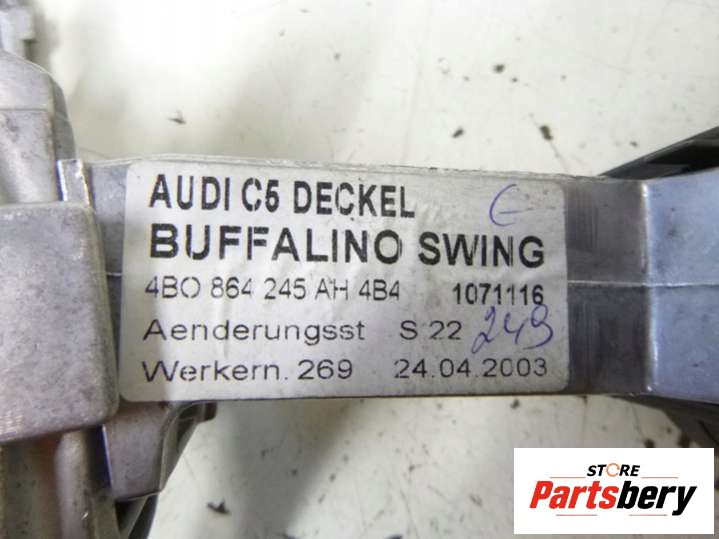 AUDI C5 DECKEL
BUFFALINO SWING
4BO 864 245 AH 4B4 1071116
Aenderungsst S 22 249
Werkern. 269 24.04.2003
STORE
Partsbery